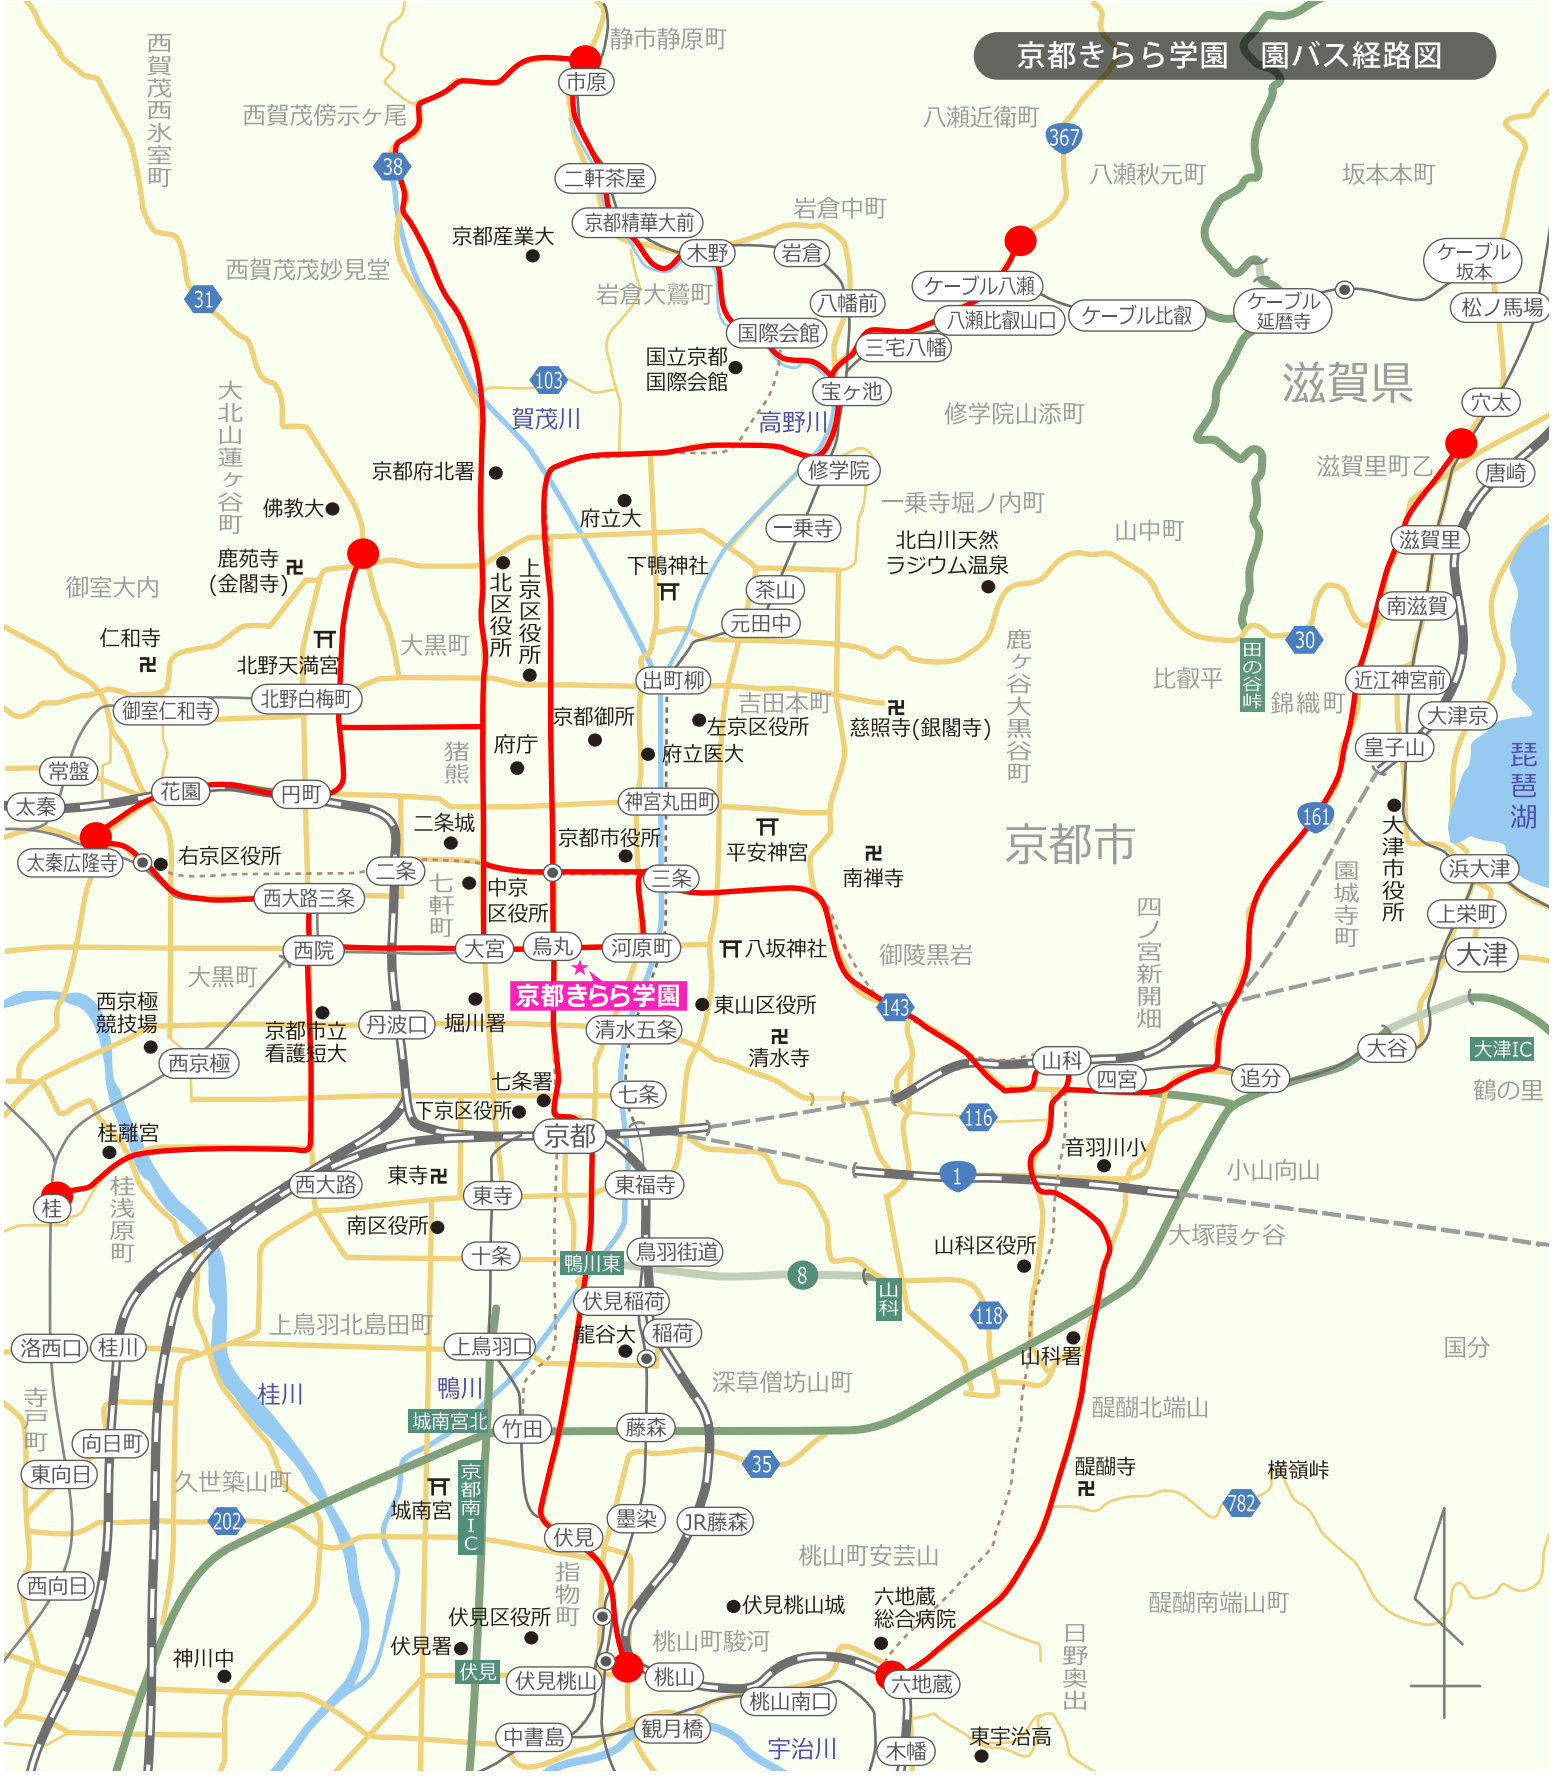 京都きらら学園　園バス経路図
静市静原町
西賀茂西氷室町
市原
西賀茂傍示ヶ尾
八瀬近衛町
367
38
八瀬秋元町
坂本本町
二軒茶屋
岩倉中町
京都精華大前
京都産業大
木野
岩倉
ケーブル
坂本
西賀茂茂妙見堂
岩倉大鷲町
ケーブル八瀬
31
八幡前
ケーブル
延暦寺
松ノ馬場
八瀬比叡山口
ケーブル比叡
国際会館
三宅八幡
国立京都
国際会館
103
宝ヶ池
滋賀県
大北山蓮ヶ谷町
賀茂川
高野川
修学院山添町
穴太
京都府北署
修学院
滋賀里町乙
唐崎
佛教大
府立大
一乗寺堀ノ内町
一乗寺
山中町
滋賀里
鹿苑寺
(金閣寺)
北区役所
上京区役所
下鴨神社
北白川天然
ラジウム温泉
御室大内
茶山
南滋賀
元田中
仁和寺
大黒町
30
北野天満宮
鹿ヶ谷大黒谷町
田の谷峠
出町柳
比叡平
近江神宮前
北野白梅町
御室仁和寺
吉田本町
錦織町
京都御所
左京区役所
慈照寺(銀閣寺)
大津京
猪熊
府庁
府立医大
皇子山
琵琶湖
常盤
花園
円町
神宮丸田町
太秦
161
二条城
京都市役所
平安神宮
京都市
大津市役所
太秦広隆寺
右京区役所
二条
三条
南禅寺
園城寺町
浜大津
七軒町
中京
区役所
西大路三条
四ノ宮新開畑
上栄町
西院
大宮
烏丸
河原町
八坂神社
御陵黒岩
大津
大黒町
京都きらら学園
西京極
競技場
京都市立
看護短大
丹波口
堀川署
清水五条
東山区役所
143
清水寺
西京極
山科
大谷
大津IC
四宮
追分
七条署
七条
鶴の里
下京区役所
116
桂離宮
京都
音羽川小
東寺
1
小山向山
西大路
東寺
東福寺
桂
桂浅原町
南区役所
十条
鳥羽街道
大塚葭ヶ谷
鴨川東
山科区役所
8
山科
伏見稲荷
上鳥羽北島田町
118
龍谷大
稲荷
洛西口
桂川
上鳥羽口
山科署
国分
桂川
鴨川
深草僧坊山町
寺戸町
醍醐北端山
城南宮北
竹田
藤森
向日町
東向日
久世築山町
京都南IC
35
醍醐寺
横嶺峠
202
城南宮
782
墨染
JR藤森
伏見
桃山町安芸山
西向日
指物町
伏見区役所
伏見桃山城
六地蔵
総合病院
醍醐南端山町
神川中
伏見署
桃山町駿河
日野奥出
伏見
伏見桃山
桃山
六地蔵
桃山南口
中書島
観月橋
宇治川
木幡
東宇治高